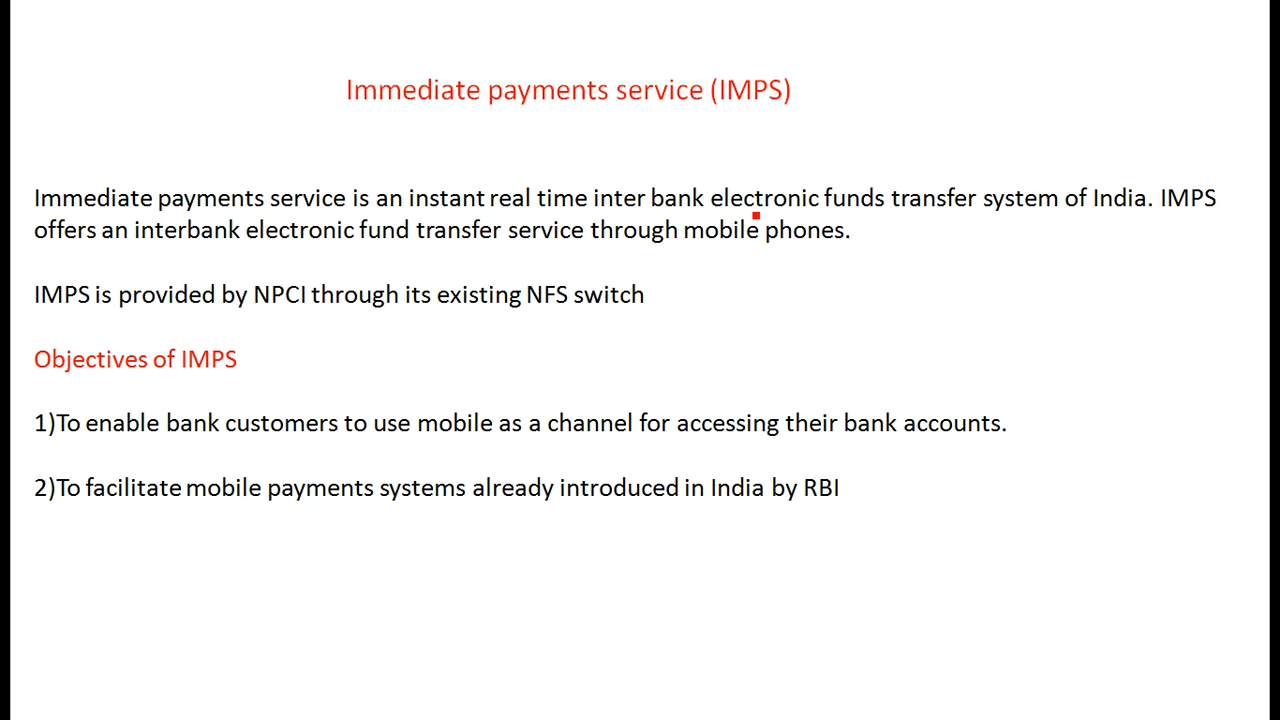 Immediate payments service (IMPS)
Immediate payments service is an instant real time inter bank electronic funds transfer system of India. IMPS
offers an interbank electronic fund transfer service through mobile phones.
IMPS is provided by NPCI through its existing NFS switch
Objectives of IMPS
1)To enable bank customers to use mobile as a channel for accessing their bank accounts.
2)To facilitate mobile payments systems already introduced in India by RBI